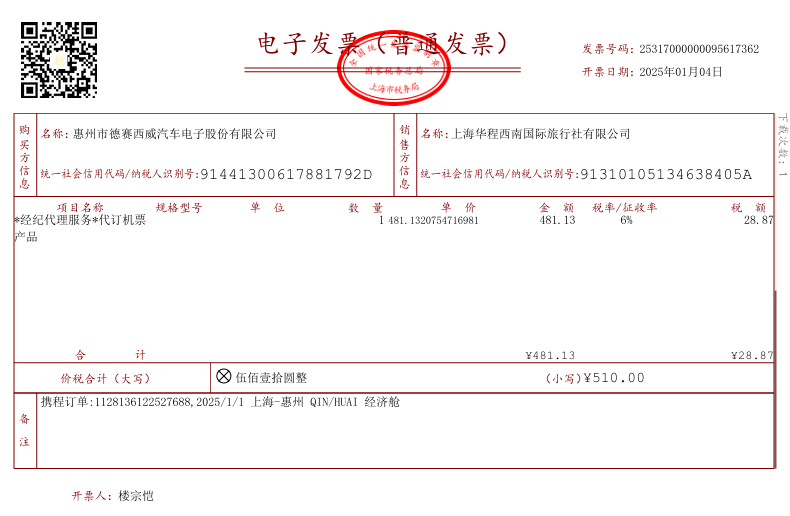 电子发票（普通发票）
全国统一发票监制章
国家税务总局
上海市税务局
发票号码：25317000000095617362
开票日期：2025年01月04日
下载次数：1
购买方信息
名称：惠州市德赛西威汽车电子股份有限公司
统一社会信用代码/纳税人识别号：91441300617881792D
销售方信息
名称：上海华程西南国际旅行社有限公司
统一社会信用代码/纳税人识别号：91310105134638405A
项目名称 规格型号 单位 数量 单价 金额 税率/征收率 税额
*经纪代理服务*代订机票 1 481.1320754716981 481.13 6% 28.87
产品
合计 ¥481.13 ¥28.87
价税合计（大写） ⊗伍佰壹拾圆整 （小写）¥510.00
备注
携程订单:1128136122527688,2025/1/1 上海-惠州 QIN/HUAI 经济舱
开票人：楼宗恺